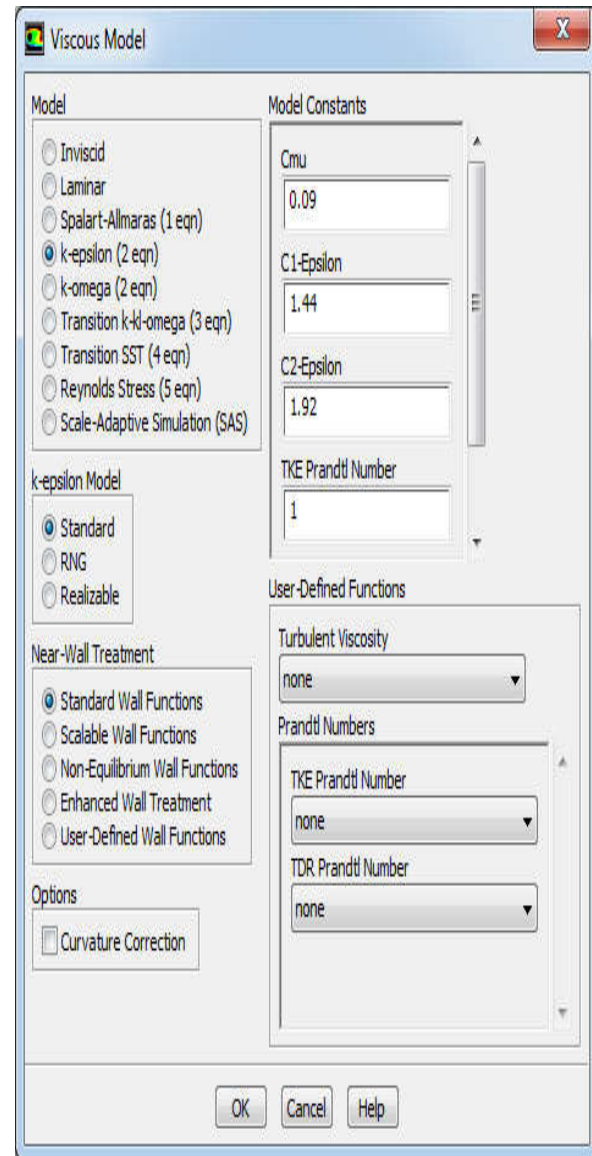 Viscous Model
Model
Inviscid
Laminar
Spalart-Allmaras (1 eqn)
k-epsilon (2 eqn)
k-omega (2 eqn)
Transition k-kl-omega (3 eqn)
Transition SST (4 eqn)
Reynolds Stress (5 eqn)
Scale-Adaptive Simulation (SAS)
k-epsilon Model
Standard
RNG
Realizable
Near-Wall Treatment
Standard Wall Functions
Scalable Wall Functions
Non-Equilibrium Wall Functions
Enhanced Wall Treatment
User-Defined Wall Functions
Options
Curvature Correction
Model Constants
Cmu
0.09
C1-Epsilon
1.44
C2-Epsilon
1.92
TKE Prandtl Number
1
User-Defined Functions
Turbulent Viscosity
none
Prandtl Numbers
TKE Prandtl Number
none
TDR Prandtl Number
none
OK Cancel Help